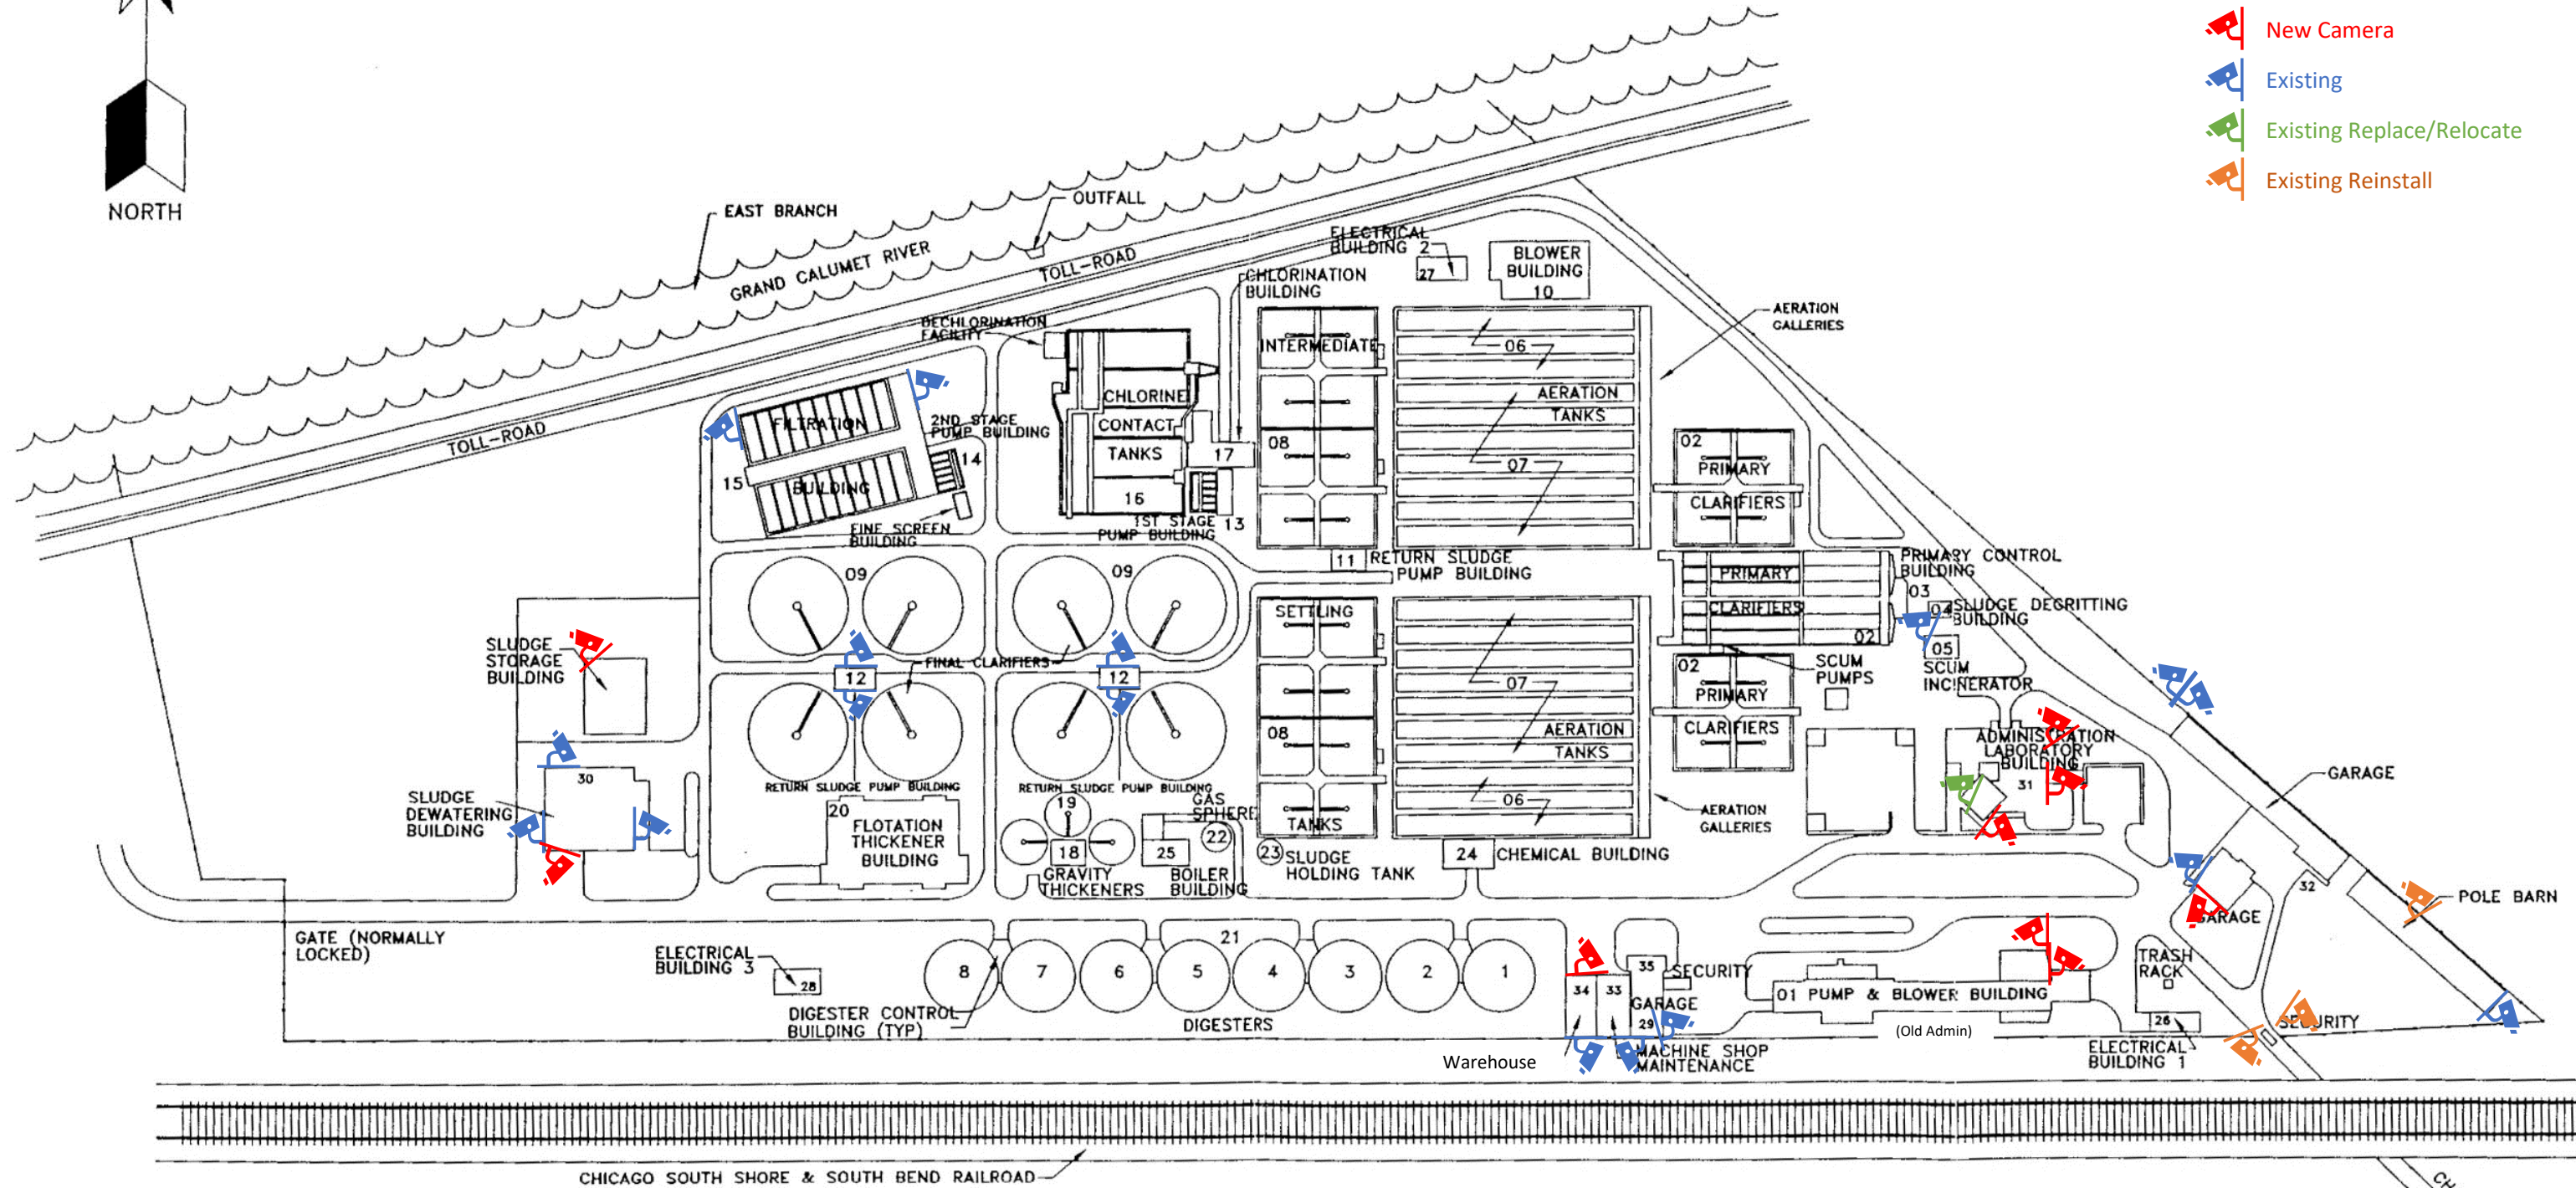 New Camera
Existing
Existing Replace/Relocate
Existing Reinstall
NORTH
EAST BRANCH
OUTFALL
GRAND CALUMET RIVER
TOLL-ROAD
TOLL-ROAD
ELECTRICAL
BUILDING 2
27
BLOWER
BUILDING
10
CHLORINATION
BUILDING
AERATION
GALLERIES
DECHLORINATION
FACILITY
INTERMEDIATE
06
AERATION
TANKS
CHLORINE
CONTACT
TANKS
16
17
08
07
02
PRIMARY
CLARIFIERS
FILTRATION
BUILDING
15
2ND STAGE
PUMP BUILDING
14
FINE SCREEN
BUILDING
1ST STAGE
PUMP BUILDING
13
11
RETURN SLUDGE
PUMP BUILDING
PRIMARY
CLARIFIERS
02
PRIMARY CONTROL
BUILDING
03
04
SLUDGE DEGRITTING
BUILDING
05
SCUM
INCINERATOR
09
09
SETTLING
SLUDGE
STORAGE
BUILDING
FINAL CLARIFIERS
12
12
07
02
PRIMARY
CLARIFIERS
SCUM
PUMPS
08
AERATION
TANKS
06
TANKS
ADMINISTRATION
LABORATORY
BUILDING
31
GARAGE
30
SLUDGE
DEWATERING
BUILDING
RETURN SLUDGE PUMP BUILDING
RETURN SLUDGE PUMP BUILDING
20
FLOTATION
THICKENER
BUILDING
19
18
GRAVITY
THICKENERS
GAS
SPHERE
22
25
BOILER
BUILDING
23
SLUDGE
HOLDING TANK
24
CHEMICAL BUILDING
AERATION
GALLERIES
32
POLE BARN
GARAGE
GATE (NORMALLY
LOCKED)
ELECTRICAL
BUILDING 3
28
21
8
7
6
5
4
3
2
1
DIGESTER CONTROL
BUILDING (TYP)
DIGESTERS
34
33
35
SECURITY
GARAGE
29
01 PUMP & BLOWER BUILDING
(Old Admin)
TRASH
RACK
26
SECURITY
Warehouse
MACHINE SHOP
MAINTENANCE
ELECTRICAL
BUILDING 1
CHICAGO SOUTH SHORE & SOUTH BEND RAILROAD